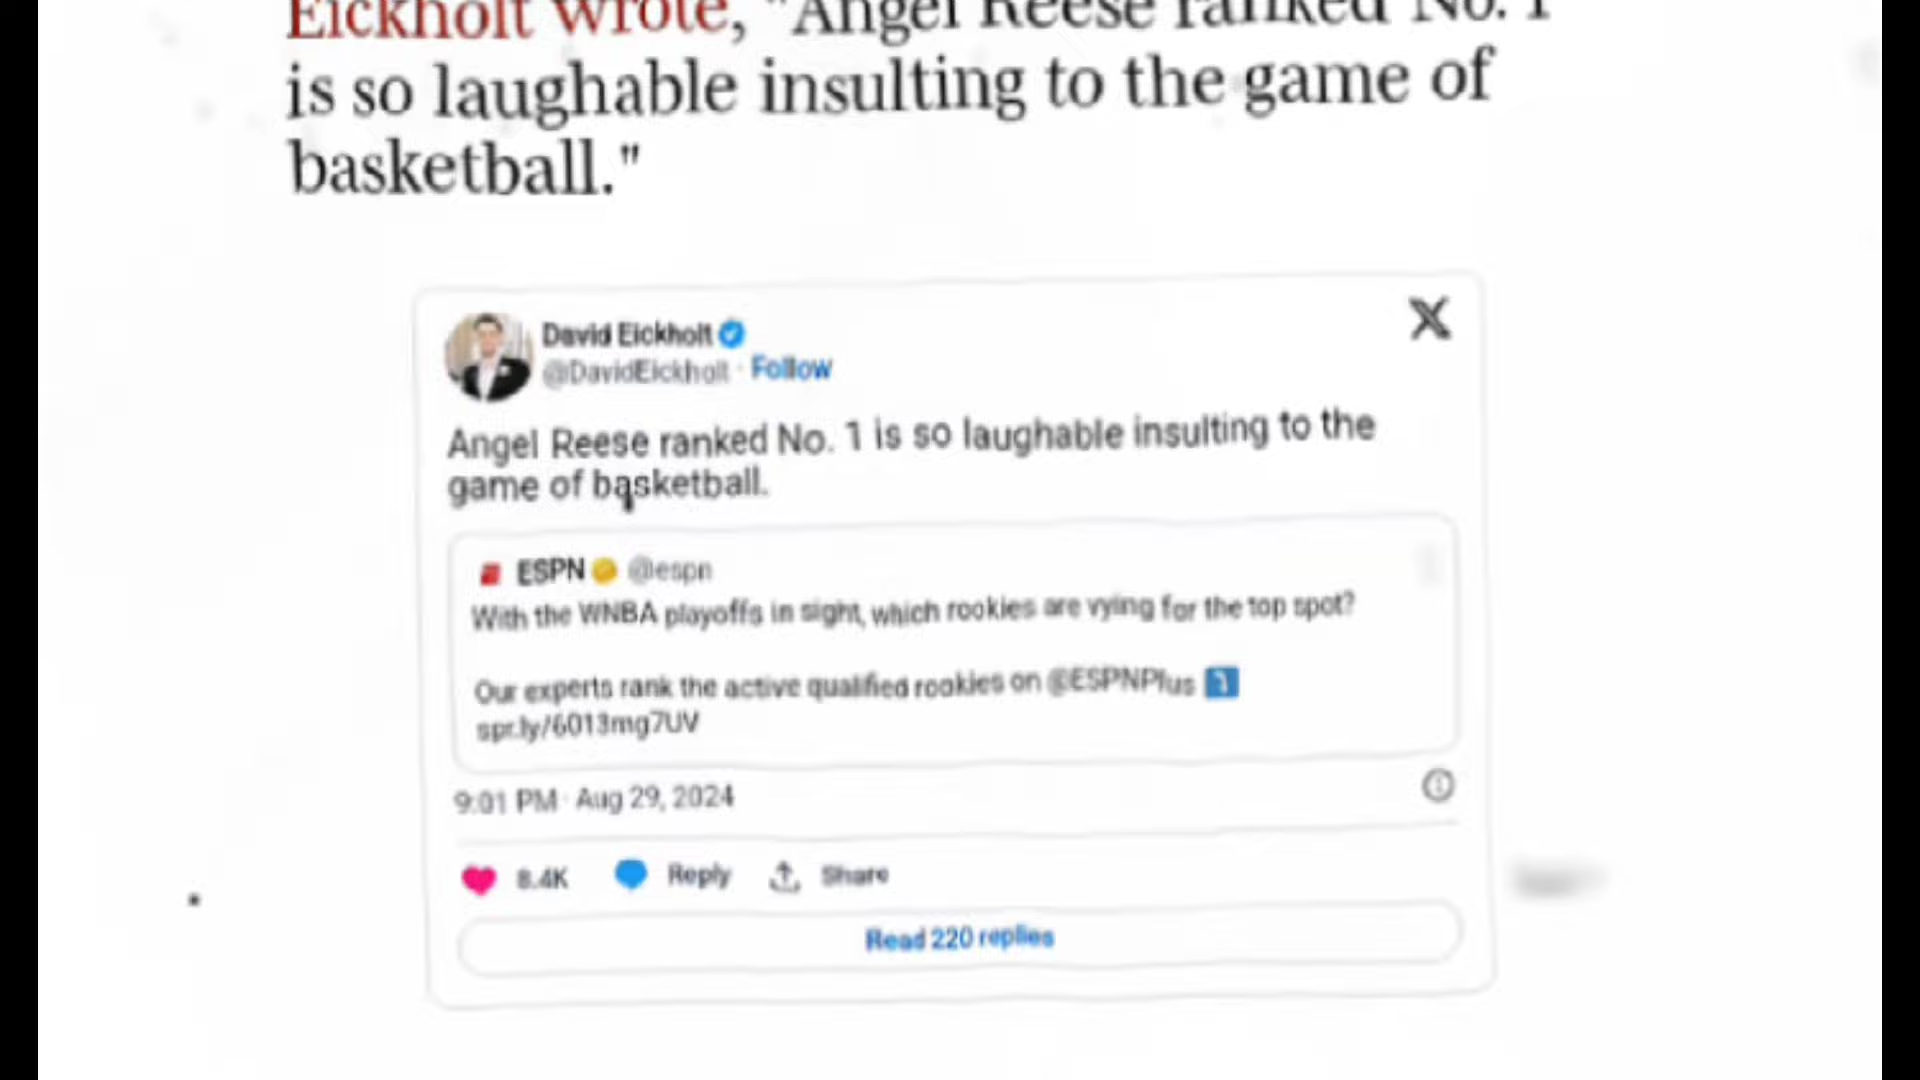 Eickholt wrote, "Angel Reese ranked No. 1
is so laughable insulting to the game of
basketball."
David Eickholt
@DavidEickholt · Follow
X
Angel Reese ranked No. 1 is so laughable insulting to the
game of basketball.
ESPN @espn
With the WNBA playoffs in sight, which rookies are vying for the top spot?
Our experts rank the active qualified rookies on @ESPNPlus
spr.ly/6013mg7UV
9:01 PM · Aug 29, 2024
8.4K Reply Share
Read 220 replies